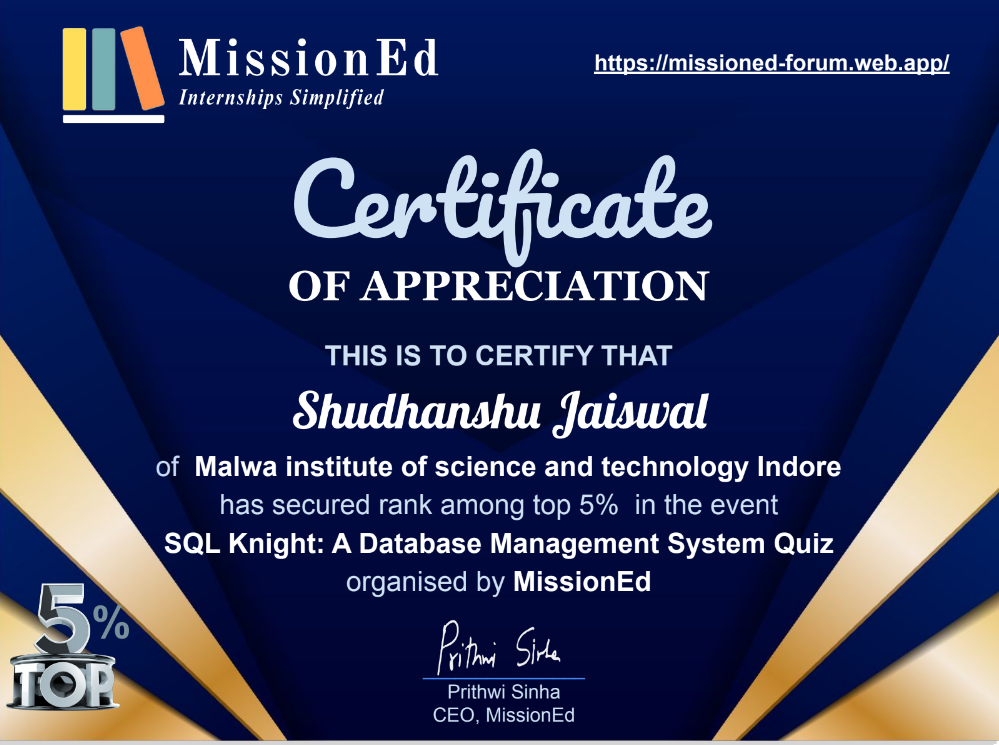 MissionEd
Internships Simplified
https://missioned-forum.web.app/
Certificate
OF APPRECIATION
THIS IS TO CERTIFY THAT
Shudhanshu Jaiswal
of Malwa institute of science and technology Indore
has secured rank among top 5% in the event
SQL Knight: A Database Management System Quiz
organised by MissionEd
5%
TOP
Prithwi Sinha
Prithwi Sinha
CEO, MissionEd